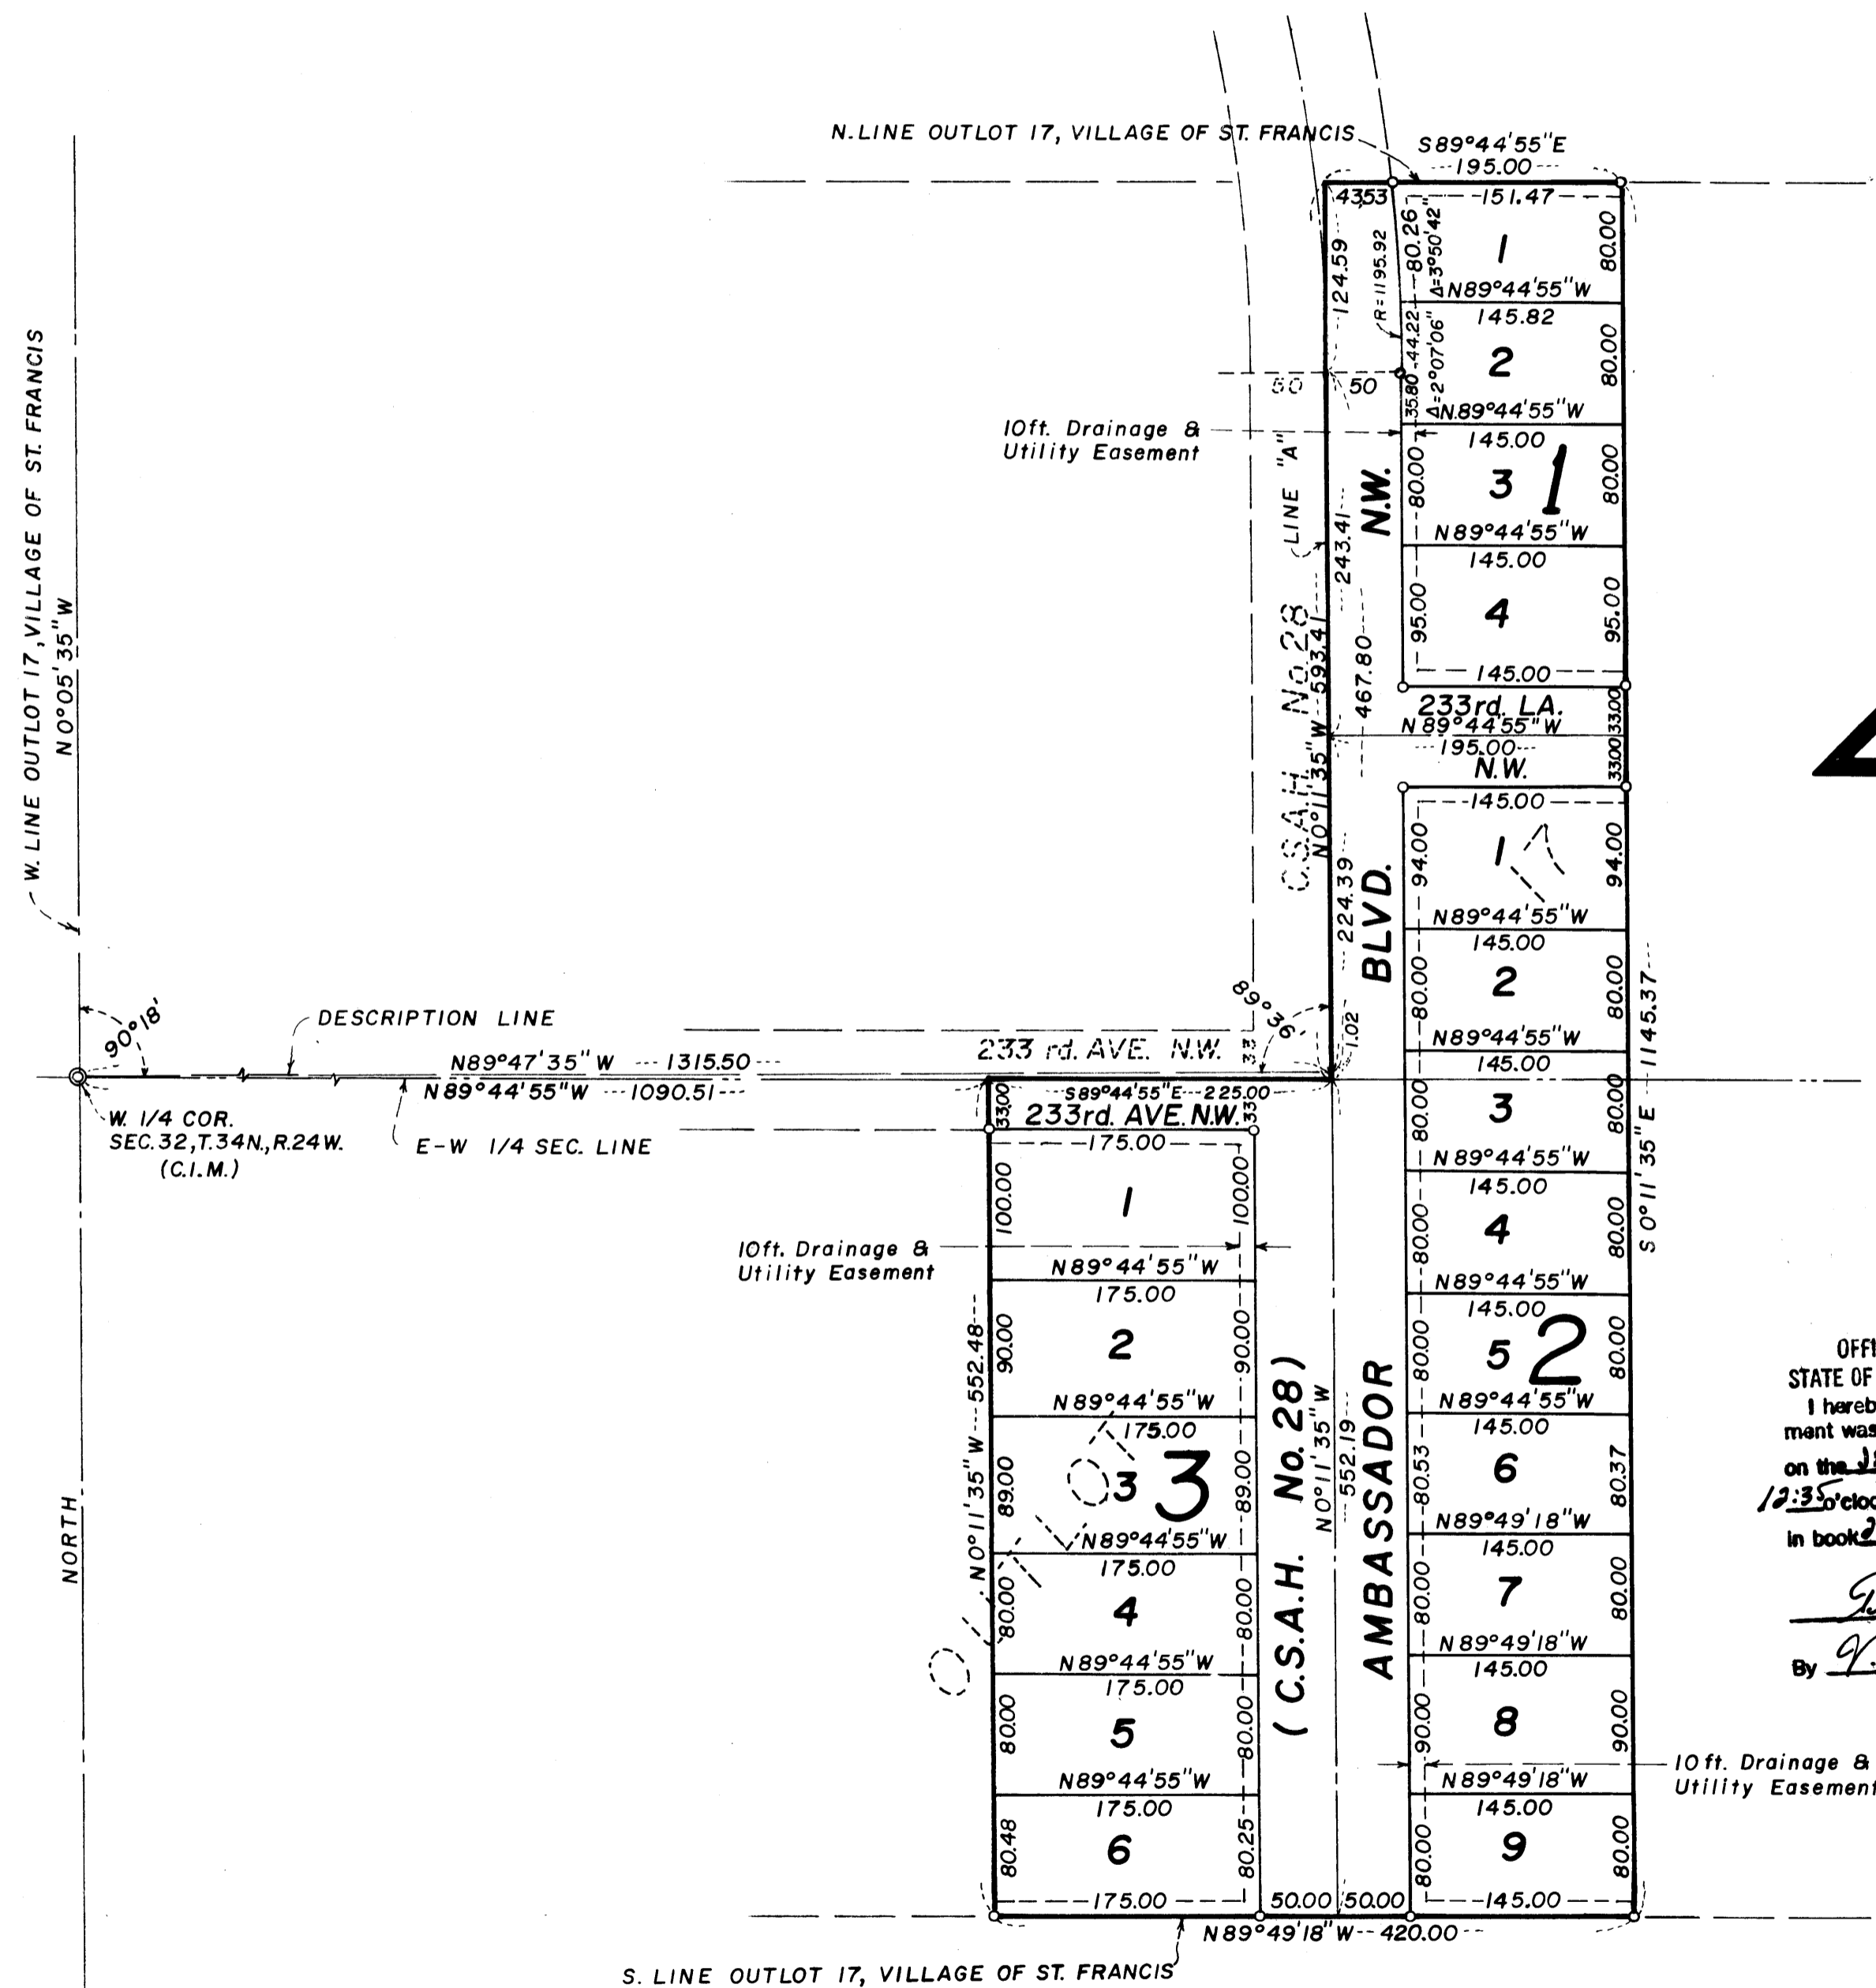 N. LINE OUTLOT 17, VILLAGE OF ST. FRANCIS
S89°44'55"E
195.00
43.53
151.47
124.59
R=1195.92
80.26
Δ=3°50'42"
1
80.00
N89°44'55"W
145.82
44.22
Δ=2°07'06"
2
80.00
35.80
50
50
N.89°44'55"W
145.00
10ft. Drainage &
Utility Easement
LINE "A"
243.41
N.W.
80.00
3
1
80.00
N89°44'55"W
145.00
95.00
4
95.00
145.00
C.S.A.H. No.28
N0°11'35"W 593.41
467.80
233rd. LA.
N89°44'55"W
195.00
N.W.
33.00
33.00
W. LINE OUTLOT 17, VILLAGE OF ST. FRANCIS
N0°05'35"W
145.00
94.00
1
94.00
N89°44'55"W
224.39
BLVD.
145.00
80.00
2
80.00
N89°44'55"W
S0°11'35"E 1145.37
90°18'
DESCRIPTION LINE
89°36'
1.02
N89°47'35"W 1315.50
N89°44'55"W 1090.51
233 rd. AVE. N.W.
33
S89°44'55"E 225.00
33.00
233rd. AVE. N.W.
33
W. 1/4 COR.
SEC.32,T.34N.,R.24W.
(C.I.M.)
E-W 1/4 SEC. LINE
145.00
80.00
3
80.00
N89°44'55"W
175.00
100.00
1
100.00
N89°44'55"W
10ft. Drainage &
Utility Easement
145.00
80.00
4
80.00
N89°44'55"W
175.00
90.00
2
90.00
N89°44'55"W
N0°11'35"W 552.48
145.00
80.00
5
2
80.00
N89°44'55"W
175.00
89.00
3
3
89.00
N89°44'55"W
(C.S.A.H. No.28)
N0°11'35"W
552.19
AMBASSADOR
145.00
80.53
6
80.37
N89°49'18"W
NORTH
175.00
80.00
4
80.00
N89°44'55"W
145.00
80.00
7
80.00
N89°49'18"W
175.00
80.00
5
80.00
N89°44'55"W
145.00
90.00
8
90.00
N89°49'18"W
10ft. Drainage &
Utility Easement
175.00
80.48
6
80.25
175.00
145.00
80.00
9
80.00
145.00
50.00
50.00
N89°49'18"W 420.00
S. LINE OUTLOT 17, VILLAGE OF ST. FRANCIS
OFFI
STATE OF
I hereb
ment was
on the
12:35 o'cloc
in book 2
By